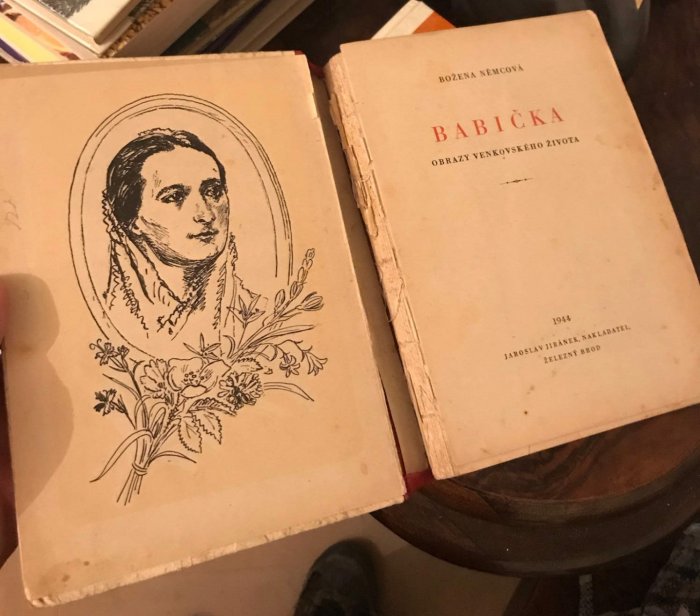 BOŽENA NĚMCOVÁ
BABIČKA
OBRAZY VENKOVSKÉHO ŽIVOTA
1944
JAROSLAV JIRÁNEK, NAKLADATEL,
ŽELEZNÝ BROD